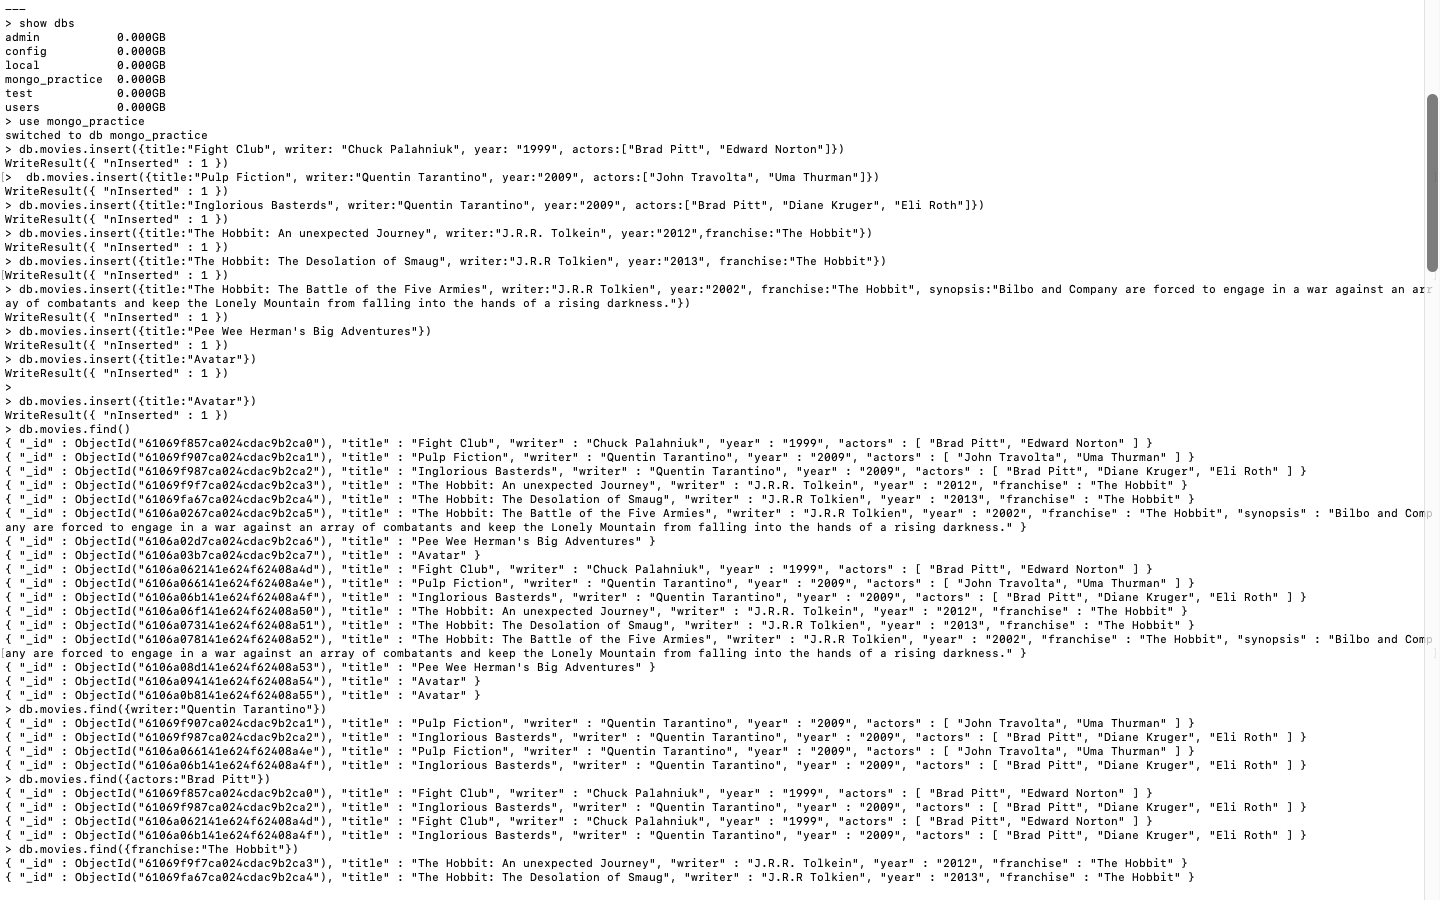 ---
> show dbs
admin           0.000GB
config          0.000GB
local           0.000GB
mongo_practice  0.000GB
test            0.000GB
users           0.000GB
> use mongo_practice
switched to db mongo_practice
> db.movies.insert({title:"Fight Club", writer: "Chuck Palahniuk", year: "1999", actors:["Brad Pitt", "Edward Norton"]})
WriteResult({ "nInserted" : 1 })
[>  db.movies.insert({title:"Pulp Fiction", writer:"Quentin Tarantino", year:"2009", actors:["John Travolta", "Uma Thurman"]})
WriteResult({ "nInserted" : 1 })
> db.movies.insert({title:"Inglorious Basterds", writer:"Quentin Tarantino", year:"2009", actors:["Brad Pitt", "Diane Kruger", "Eli Roth"]})
WriteResult({ "nInserted" : 1 })
> db.movies.insert({title:"The Hobbit: An unexpected Journey", writer:"J.R.R. Tolkein", year:"2012",franchise:"The Hobbit"})
WriteResult({ "nInserted" : 1 })
> db.movies.insert({title:"The Hobbit: The Desolation of Smaug", writer:"J.R.R Tolkien", year:"2013", franchise:"The Hobbit"})
WriteResult({ "nInserted" : 1 })
> db.movies.insert({title:"The Hobbit: The Battle of the Five Armies", writer:"J.R.R Tolkien", year:"2002", franchise:"The Hobbit", synopsis:"Bilbo and Company are forced to engage in a war against an arr
ay of combatants and keep the Lonely Mountain from falling into the hands of a rising darkness."})
WriteResult({ "nInserted" : 1 })
> db.movies.insert({title:"Pee Wee Herman's Big Adventures"})
WriteResult({ "nInserted" : 1 })
> db.movies.insert({title:"Avatar"})
WriteResult({ "nInserted" : 1 })
>
> db.movies.insert({title:"Avatar"})
WriteResult({ "nInserted" : 1 })
> db.movies.find()
{ "_id" : ObjectId("61069f857ca024cdac9b2ca0"), "title" : "Fight Club", "writer" : "Chuck Palahniuk", "year" : "1999", "actors" : [ "Brad Pitt", "Edward Norton" ] }
{ "_id" : ObjectId("61069f907ca024cdac9b2ca1"), "title" : "Pulp Fiction", "writer" : "Quentin Tarantino", "year" : "2009", "actors" : [ "John Travolta", "Uma Thurman" ] }
{ "_id" : ObjectId("61069f987ca024cdac9b2ca2"), "title" : "Inglorious Basterds", "writer" : "Quentin Tarantino", "year" : "2009", "actors" : [ "Brad Pitt", "Diane Kruger", "Eli Roth" ] }
{ "_id" : ObjectId("61069f9f7ca024cdac9b2ca3"), "title" : "The Hobbit: An unexpected Journey", "writer" : "J.R.R. Tolkein", "year" : "2012", "franchise" : "The Hobbit" }
{ "_id" : ObjectId("61069fa67ca024cdac9b2ca4"), "title" : "The Hobbit: The Desolation of Smaug", "writer" : "J.R.R Tolkien", "year" : "2013", "franchise" : "The Hobbit" }
{ "_id" : ObjectId("6106a0267ca024cdac9b2ca5"), "title" : "The Hobbit: The Battle of the Five Armies", "writer" : "J.R.R Tolkien", "year" : "2002", "franchise" : "The Hobbit", "synopsis" : "Bilbo and Comp
any are forced to engage in a war against an array of combatants and keep the Lonely Mountain from falling into the hands of a rising darkness." }
{ "_id" : ObjectId("6106a02d7ca024cdac9b2ca6"), "title" : "Pee Wee Herman's Big Adventures" }
{ "_id" : ObjectId("6106a03b7ca024cdac9b2ca7"), "title" : "Avatar" }
{ "_id" : ObjectId("6106a062141e624f62408a4d"), "title" : "Fight Club", "writer" : "Chuck Palahniuk", "year" : "1999", "actors" : [ "Brad Pitt", "Edward Norton" ] }
{ "_id" : ObjectId("6106a066141e624f62408a4e"), "title" : "Pulp Fiction", "writer" : "Quentin Tarantino", "year" : "2009", "actors" : [ "John Travolta", "Uma Thurman" ] }
{ "_id" : ObjectId("6106a06b141e624f62408a4f"), "title" : "Inglorious Basterds", "writer" : "Quentin Tarantino", "year" : "2009", "actors" : [ "Brad Pitt", "Diane Kruger", "Eli Roth" ] }
{ "_id" : ObjectId("6106a06f141e624f62408a50"), "title" : "The Hobbit: An unexpected Journey", "writer" : "J.R.R. Tolkein", "year" : "2012", "franchise" : "The Hobbit" }
{ "_id" : ObjectId("6106a073141e624f62408a51"), "title" : "The Hobbit: The Desolation of Smaug", "writer" : "J.R.R Tolkien", "year" : "2013", "franchise" : "The Hobbit" }
{ "_id" : ObjectId("6106a078141e624f62408a52"), "title" : "The Hobbit: The Battle of the Five Armies", "writer" : "J.R.R Tolkien", "year" : "2002", "franchise" : "The Hobbit", "synopsis" : "Bilbo and Comp
any are forced to engage in a war against an array of combatants and keep the Lonely Mountain from falling into the hands of a rising darkness." }
{ "_id" : ObjectId("6106a08d141e624f62408a53"), "title" : "Pee Wee Herman's Big Adventures" }
{ "_id" : ObjectId("6106a094141e624f62408a54"), "title" : "Avatar" }
{ "_id" : ObjectId("6106a0b8141e624f62408a55"), "title" : "Avatar" }
> db.movies.find({writer:"Quentin Tarantino"})
{ "_id" : ObjectId("61069f907ca024cdac9b2ca1"), "title" : "Pulp Fiction", "writer" : "Quentin Tarantino", "year" : "2009", "actors" : [ "John Travolta", "Uma Thurman" ] }
{ "_id" : ObjectId("61069f987ca024cdac9b2ca2"), "title" : "Inglorious Basterds", "writer" : "Quentin Tarantino", "year" : "2009", "actors" : [ "Brad Pitt", "Diane Kruger", "Eli Roth" ] }
{ "_id" : ObjectId("6106a066141e624f62408a4e"), "title" : "Pulp Fiction", "writer" : "Quentin Tarantino", "year" : "2009", "actors" : [ "John Travolta", "Uma Thurman" ] }
{ "_id" : ObjectId("6106a06b141e624f62408a4f"), "title" : "Inglorious Basterds", "writer" : "Quentin Tarantino", "year" : "2009", "actors" : [ "Brad Pitt", "Diane Kruger", "Eli Roth" ] }
> db.movies.find({actors:"Brad Pitt"})
{ "_id" : ObjectId("61069f857ca024cdac9b2ca0"), "title" : "Fight Club", "writer" : "Chuck Palahniuk", "year" : "1999", "actors" : [ "Brad Pitt", "Edward Norton" ] }
{ "_id" : ObjectId("61069f987ca024cdac9b2ca2"), "title" : "Inglorious Basterds", "writer" : "Quentin Tarantino", "year" : "2009", "actors" : [ "Brad Pitt", "Diane Kruger", "Eli Roth" ] }
{ "_id" : ObjectId("6106a062141e624f62408a4d"), "title" : "Fight Club", "writer" : "Chuck Palahniuk", "year" : "1999", "actors" : [ "Brad Pitt", "Edward Norton" ] }
{ "_id" : ObjectId("6106a06b141e624f62408a4f"), "title" : "Inglorious Basterds", "writer" : "Quentin Tarantino", "year" : "2009", "actors" : [ "Brad Pitt", "Diane Kruger", "Eli Roth" ] }
> db.movies.find({franchise:"The Hobbit"})
{ "_id" : ObjectId("61069f9f7ca024cdac9b2ca3"), "title" : "The Hobbit: An unexpected Journey", "writer" : "J.R.R. Tolkein", "year" : "2012", "franchise" : "The Hobbit" }
{ "_id" : ObjectId("61069fa67ca024cdac9b2ca4"), "title" : "The Hobbit: The Desolation of Smaug", "writer" : "J.R.R Tolkien", "year" : "2013", "franchise" : "The Hobbit" }